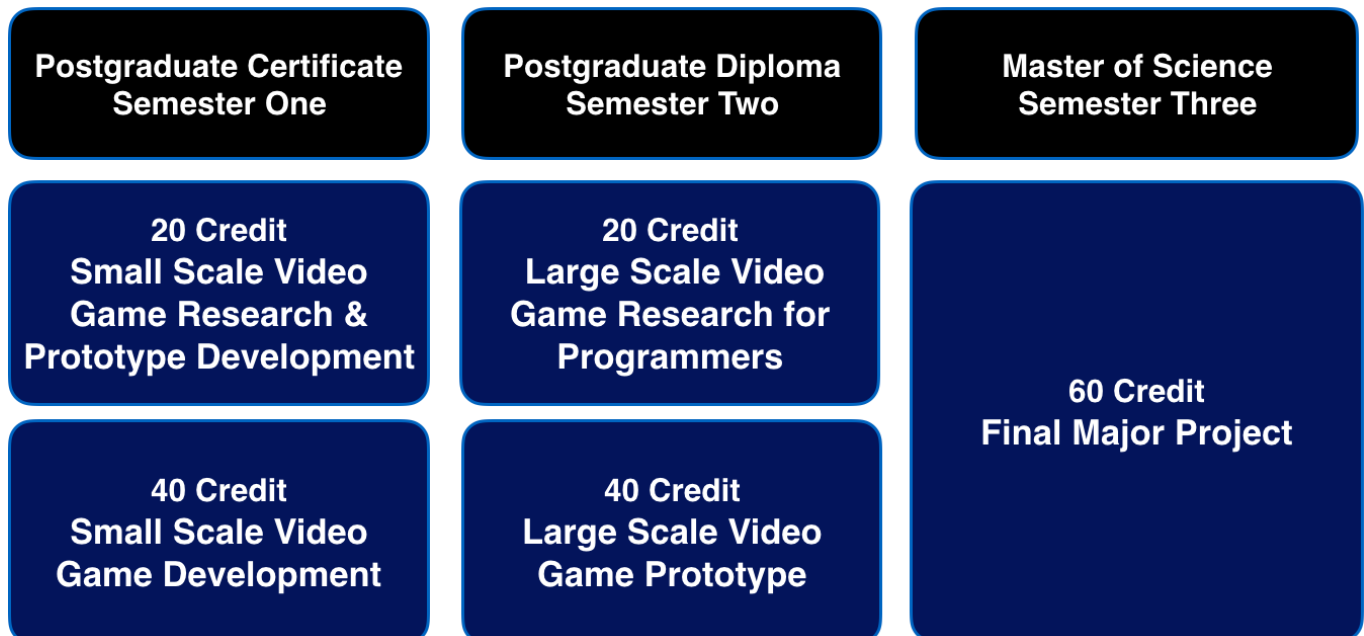 Postgraduate Certificate
Semester One
Postgraduate Diploma
Semester Two
Master of Science
Semester Three
20 Credit
Small Scale Video
Game Research &
Prototype Development
20 Credit
Large Scale Video
Game Research for
Programmers
60 Credit
Final Major Project
40 Credit
Small Scale Video
Game Development
40 Credit
Large Scale Video
Game Prototype